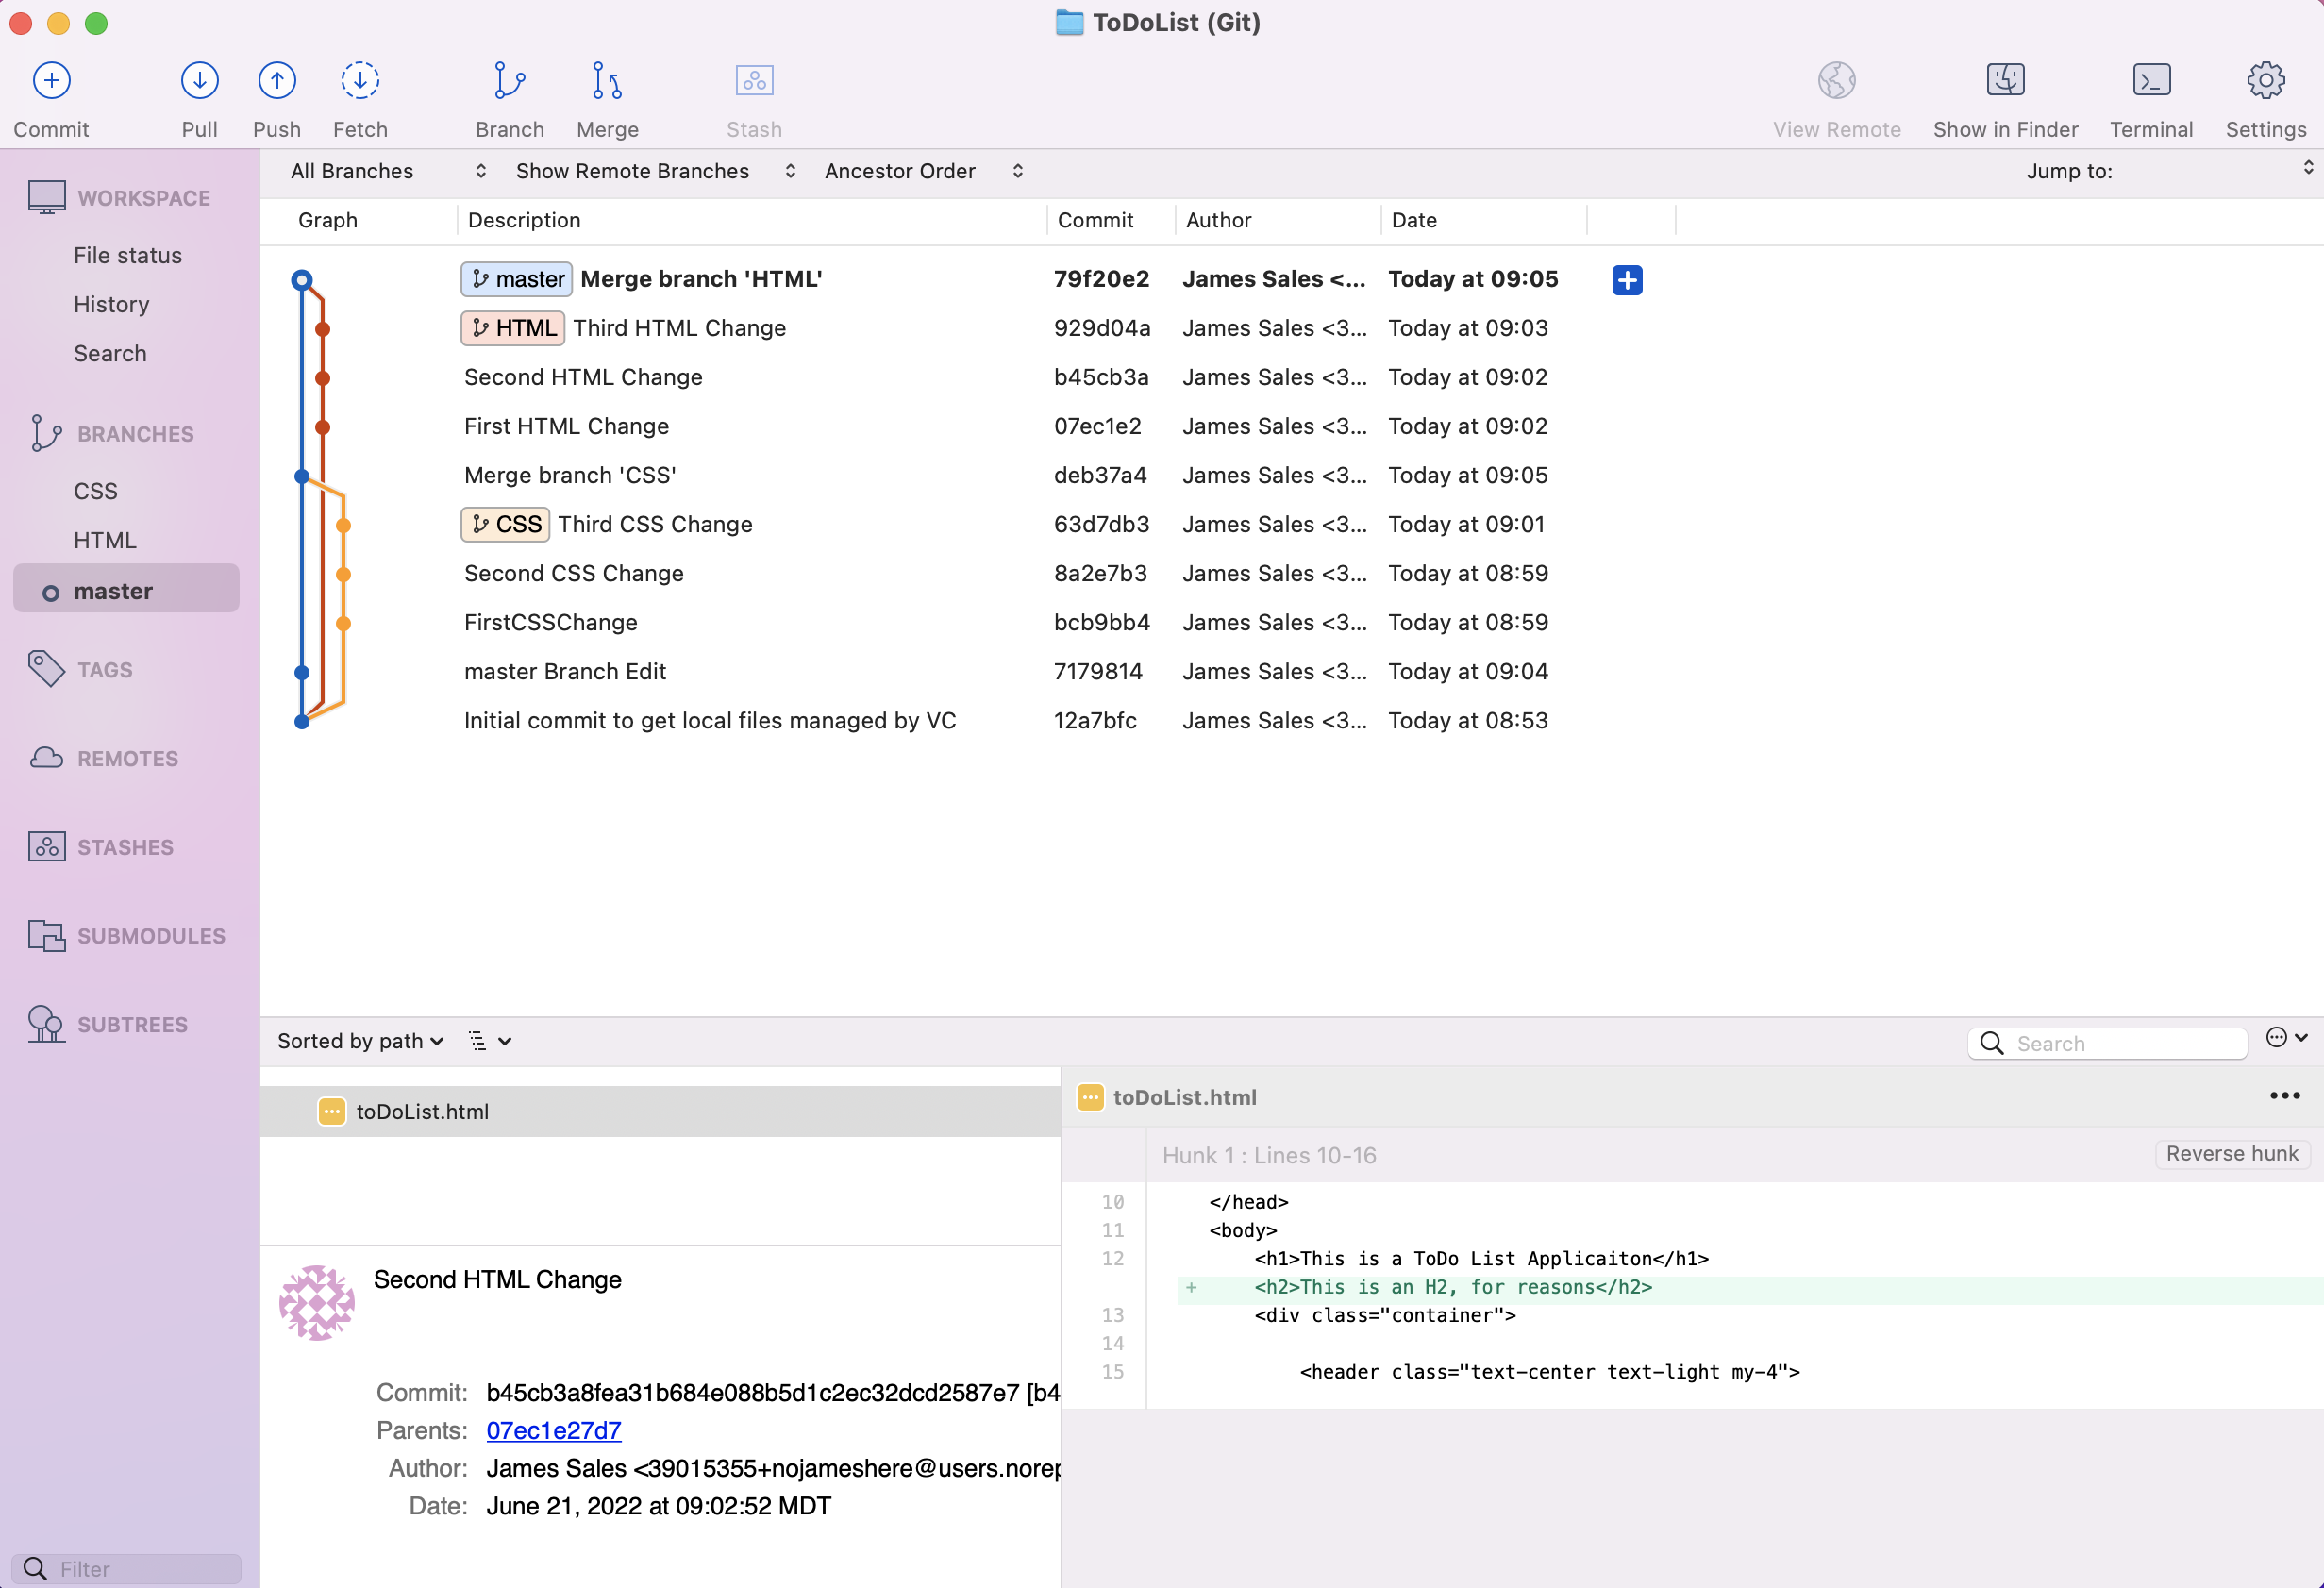 ToDoList (Git)
Commit Pull Push Fetch Branch Merge Stash View Remote Show in Finder Terminal Settings
All Branches Show Remote Branches Ancestor Order Jump to:
Graph Description Commit Author Date
master Merge branch 'HTML' 79f20e2 James Sales <... Today at 09:05
HTML Third HTML Change 929d04a James Sales <3... Today at 09:03
Second HTML Change b45cb3a James Sales <3... Today at 09:02
First HTML Change 07ec1e2 James Sales <3... Today at 09:02
Merge branch 'CSS' deb37a4 James Sales <3... Today at 09:05
CSS Third CSS Change 63d7db3 James Sales <3... Today at 09:01
Second CSS Change 8a2e7b3 James Sales <3... Today at 08:59
FirstCSSChange bcb9bb4 James Sales <3... Today at 08:59
master Branch Edit 7179814 James Sales <3... Today at 09:04
Initial commit to get local files managed by VC 12a7bfc James Sales <3... Today at 08:53
WORKSPACE
File status
History
Search
BRANCHES
CSS
HTML
master
TAGS
REMOTES
STASHES
SUBMODULES
SUBTREES
Filter
Sorted by path Search
toDoList.html
Second HTML Change
Commit: b45cb3a8fea31b684e088b5d1c2ec32dcd2587e7 [b4
Parents: 07ec1e27d7
Author: James Sales <39015355+nojameshere@users.norep
Date: June 21, 2022 at 09:02:52 MDT
toDoList.html
Hunk 1 : Lines 10-16 Reverse hunk
10 </head>
11 <body>
12 <h1>This is a ToDo List Applicaiton</h1>
+ <h2>This is an H2, for reasons</h2>
13 <div class="container">
14
15 <header class="text-center text-light my-4">